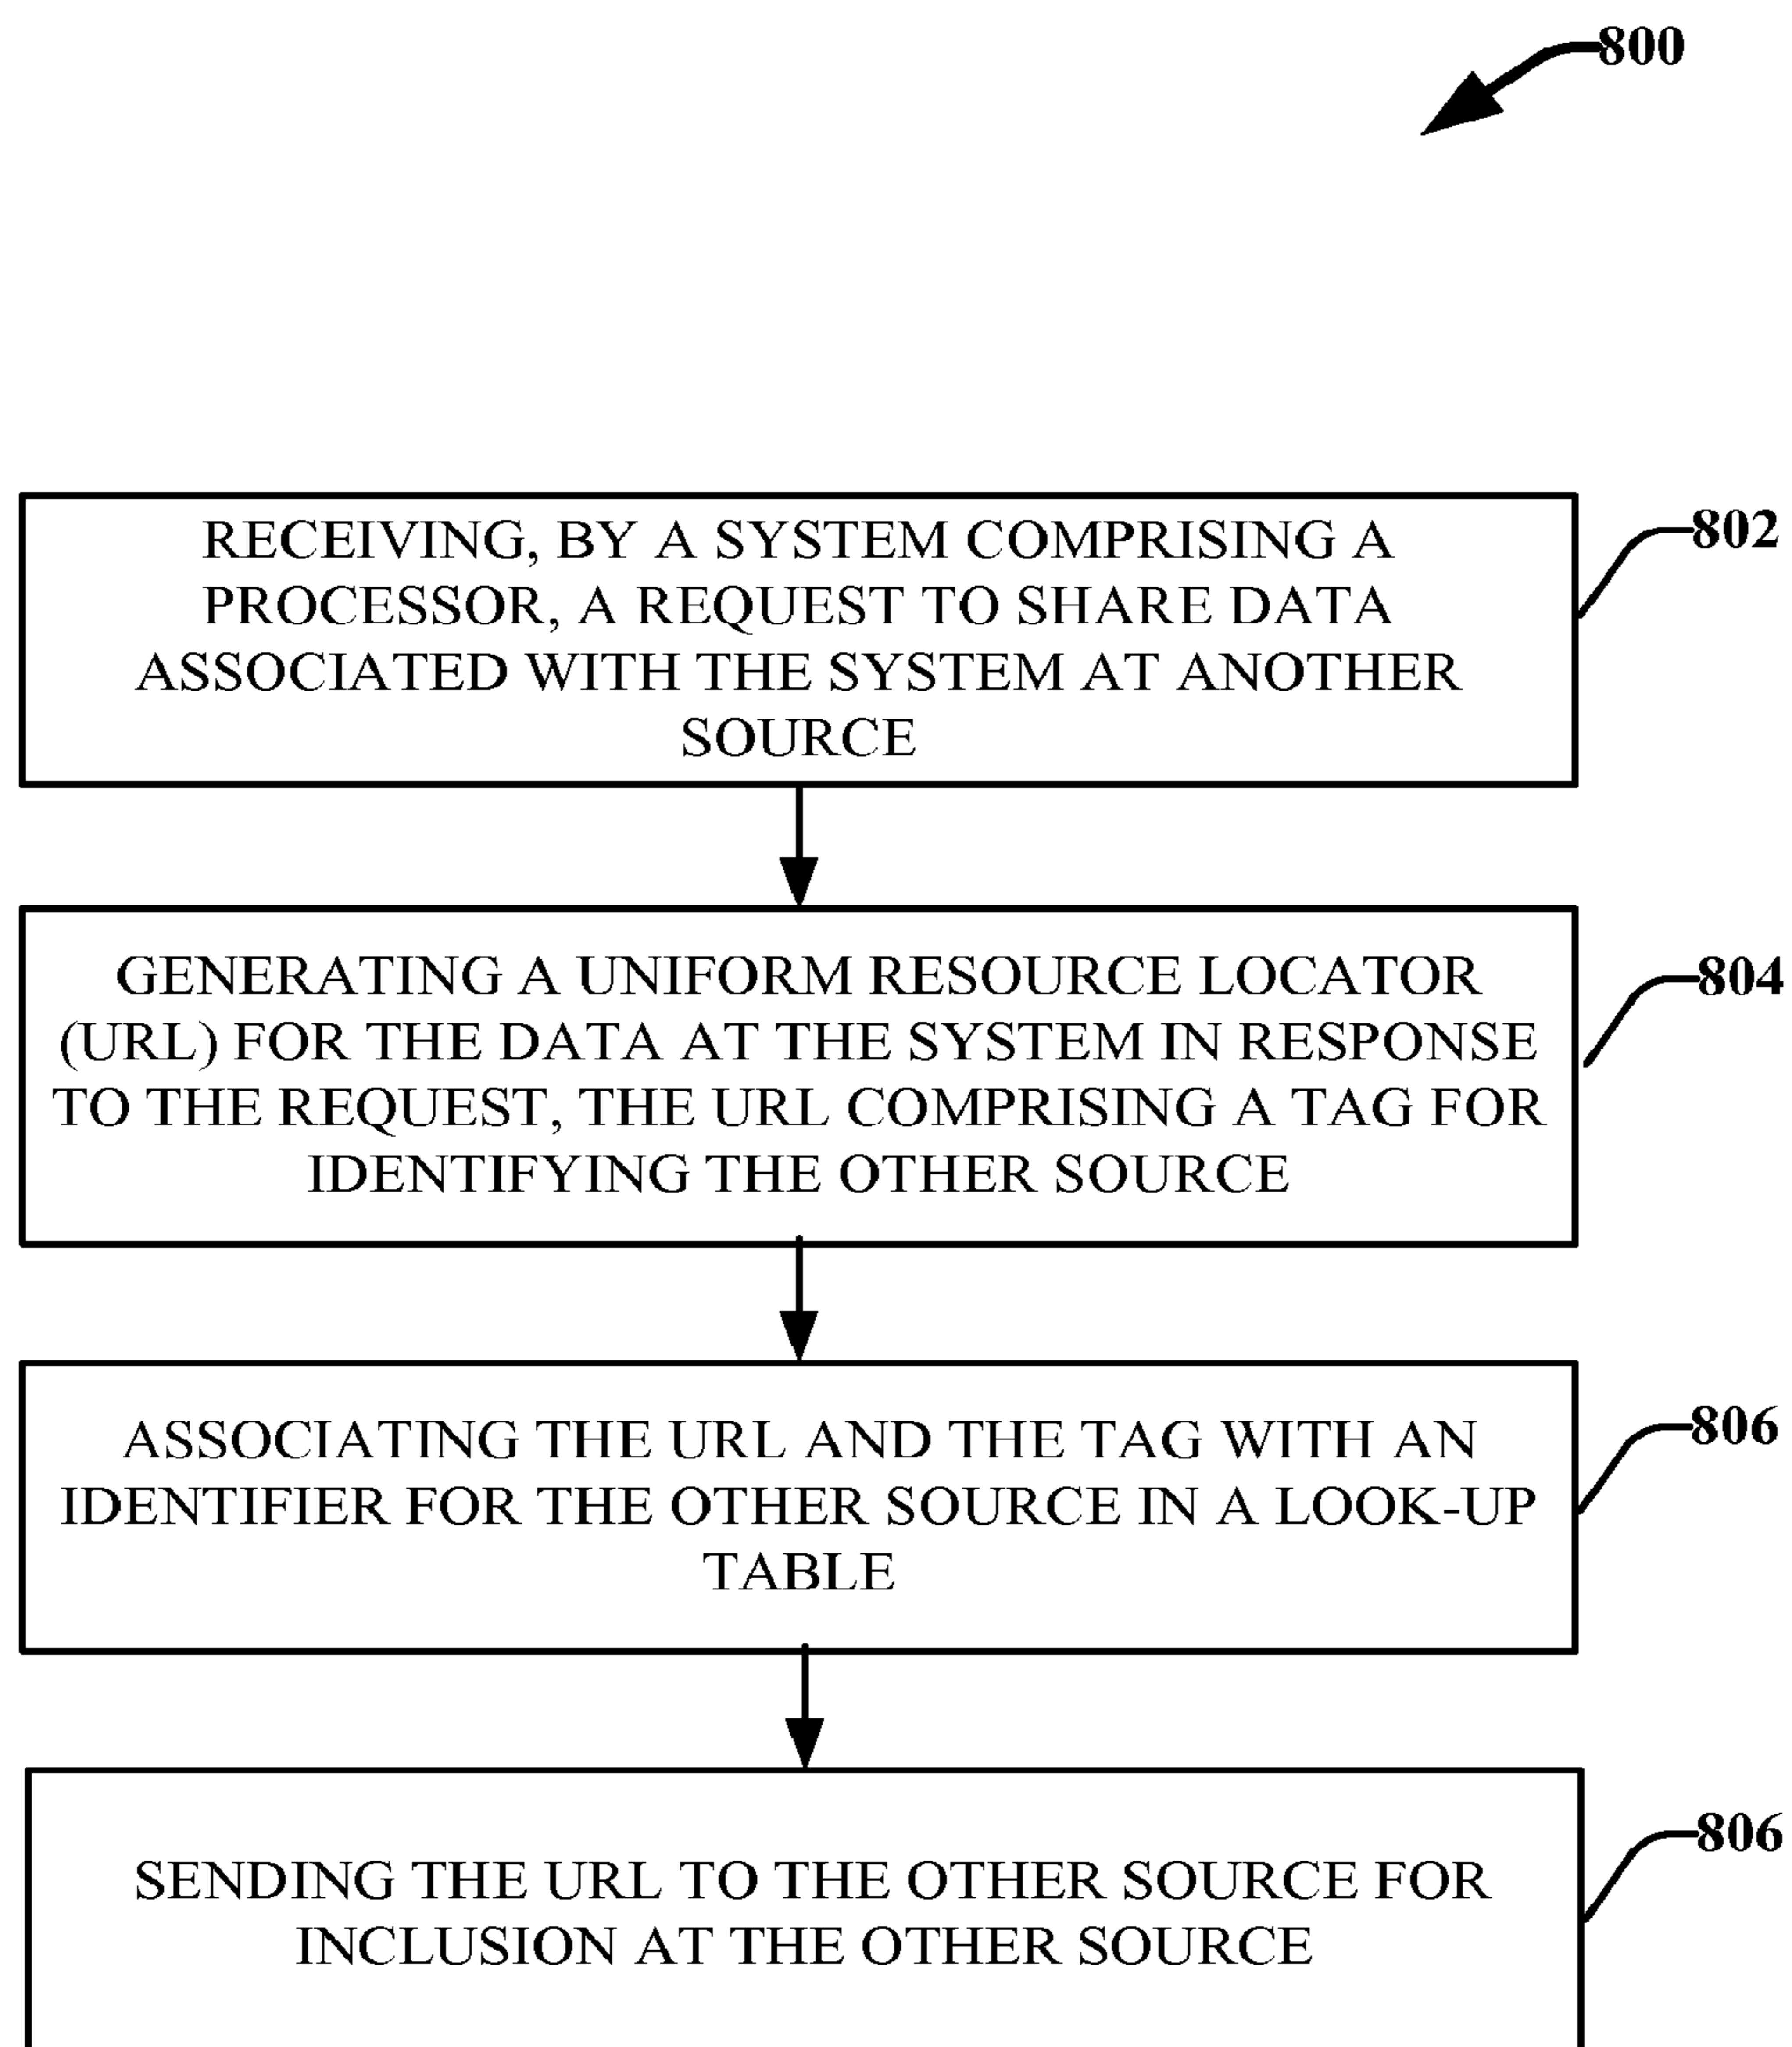 800
RECEIVING, BY A SYSTEM COMPRISING A
PROCESSOR, A REQUEST TO SHARE DATA
ASSOCIATED WITH THE SYSTEM AT ANOTHER
SOURCE
802
GENERATING A UNIFORM RESOURCE LOCATOR
(URL) FOR THE DATA AT THE SYSTEM IN RESPONSE
TO THE REQUEST, THE URL COMPRISING A TAG FOR
IDENTIFYING THE OTHER SOURCE
804
ASSOCIATING THE URL AND THE TAG WITH AN
IDENTIFIER FOR THE OTHER SOURCE IN A LOOK-UP
TABLE
806
SENDING THE URL TO THE OTHER SOURCE FOR
INCLUSION AT THE OTHER SOURCE
806